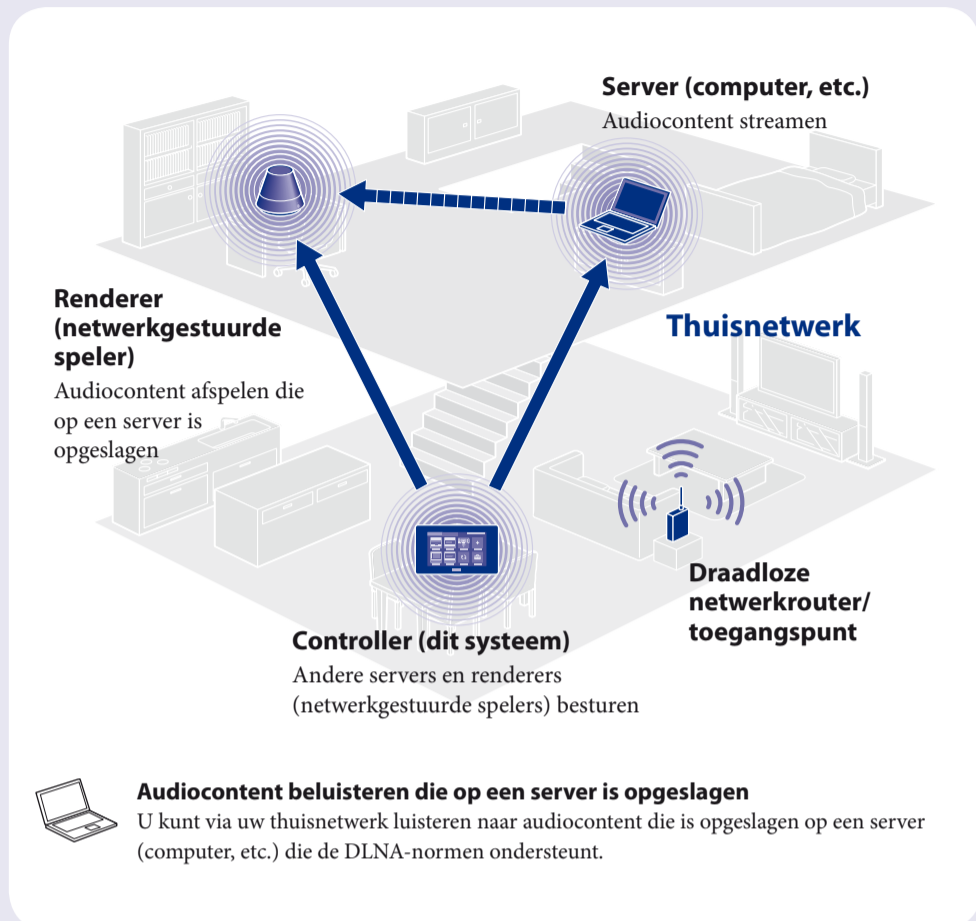 Server (computer, etc.)
Audiocontent streamen
Renderer
(netwerkgestuurde
speler)
Audiocontent afspelen die
op een server is
opgeslagen
Thuisnetwerk
Draadloze
netwerkrouter/
toegangspunt
Controller (dit systeem)
Andere servers en renderers
(netwerkgestuurde spelers) besturen
Audiocontent beluisteren die op een server is opgeslagen
U kunt via uw thuisnetwerk luisteren naar audiocontent die is opgeslagen op een server
(computer, etc.) die de DLNA-normen ondersteunt.